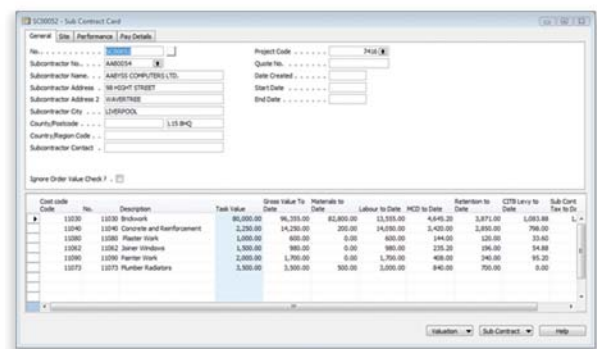 SC00052 - Sub Contract Card
General Site Performance Pay Details
No. SC00052 Project Code P416
Subcontractor No. AAB0054 Quote No.
Subcontractor Name. AABYSS COMPUTERS LTD. Date Created
Subcontractor Address 98 HIGHT STREET Start Date
Subcontractor Address 2 WAVERTREE End Date
Subcontractor City LIVERPOOL
County/Postcode L15 8HQ
Country/Region Code
Subcontractor Contact
Ignore Order Value Check ?
Cost code Gross Value To Materials to Retention to CITB Levy to Sub Cont
Code No. Description Task Value Date Date Labour to Date MCD to Date Date Date Tax to Da
11030 11030 Brickwork 80,000.00 96,355.00 82,800.00 13,555.00 4,645.20 3,871.00 1,083.88 1,
11040 11040 Concrete and Reinforcement 2,250.00 14,250.00 200.00 14,050.00 3,420.00 2,850.00 798.00
11080 11080 Plaster Work 1,000.00 600.00 0.00 600.00 144.00 120.00 33.60
11062 11062 Joiner Windows 1,500.00 980.00 0.00 980.00 235.20 196.00 54.88
11090 11090 Painter Work 2,000.00 1,700.00 0.00 1,700.00 408.00 340.00 95.20
11073 11073 Plumber Radiators 3,500.00 3,500.00 500.00 3,000.00 840.00 700.00 0.00
Valuation Sub Contract Help